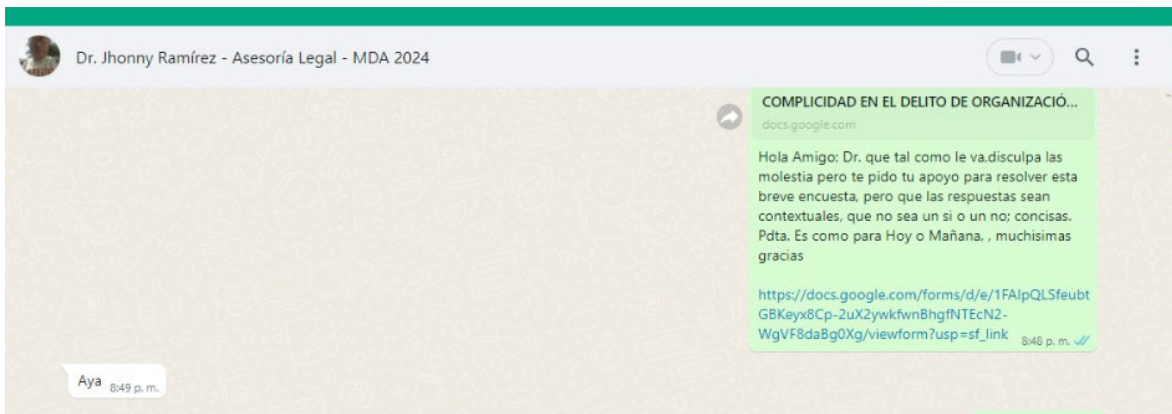 Dr. Jhonny Ramírez - Asesoría Legal - MDA 2024
COMPLICIDAD EN EL DELITO DE ORGANIZACIÓ...
docs.google.com
Hola Amigo: Dr. que tal como le va.disculpa las
molestia pero te pido tu apoyo para resolver esta
breve encuesta, pero que las respuestas sean
contextuales, que no sea un si o un no; concisas.
Pdta. Es como para Hoy o Mañana, , muchisimas
gracias
https://docs.google.com/forms/d/e/1FAIpQLSfeubt
GBKeyx8Cp-2uX2ywkfwnBhgfNTEcN2-
WgVF8daBg0Xg/viewform?usp=sf_link 8:48 p. m.
Aya 8:49 p. m.